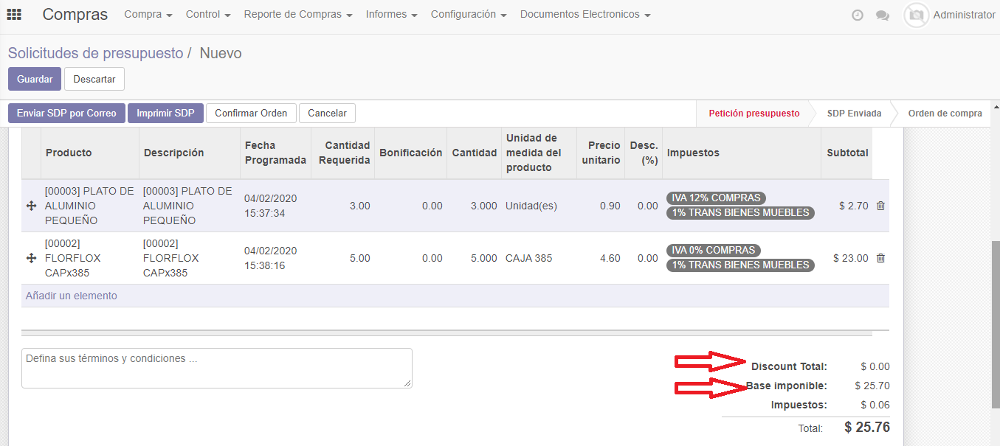 Compras Compra Control Reporte de Compras Informes Configuración Documentos Electronicos Administrator
Solicitudes de presupuesto / Nuevo
Guardar Descartar
Enviar SDP por Correo Imprimir SDP Confirmar Orden Cancelar Petición presupuesto SDP Enviada Orden de compra
Producto Descripción Fecha Programada Cantidad Requerida Bonificación Cantidad Unidad de medida del producto Precio unitario Desc. (%) Impuestos Subtotal
[00003] PLATO DE ALUMINIO PEQUEÑO [00003] PLATO DE ALUMINIO PEQUEÑO 04/02/2020 15:37:34 3.00 0.00 3.000 Unidad(es) 0.90 0.00 IVA 12% COMPRAS 1% TRANS BIENES MUEBLES $ 2.70
[00002] FLORFLOX CAPx385 [00002] FLORFLOX CAPx385 04/02/2020 15:38:16 5.00 0.00 5.000 CAJA 385 4.60 0.00 IVA 0% COMPRAS 1% TRANS BIENES MUEBLES $ 23.00
Añadir un elemento
Defina sus términos y condiciones ...
Discount Total: $ 0.00
Base imponible: $ 25.70
Impuestos: $ 0.06
Total: $ 25.76